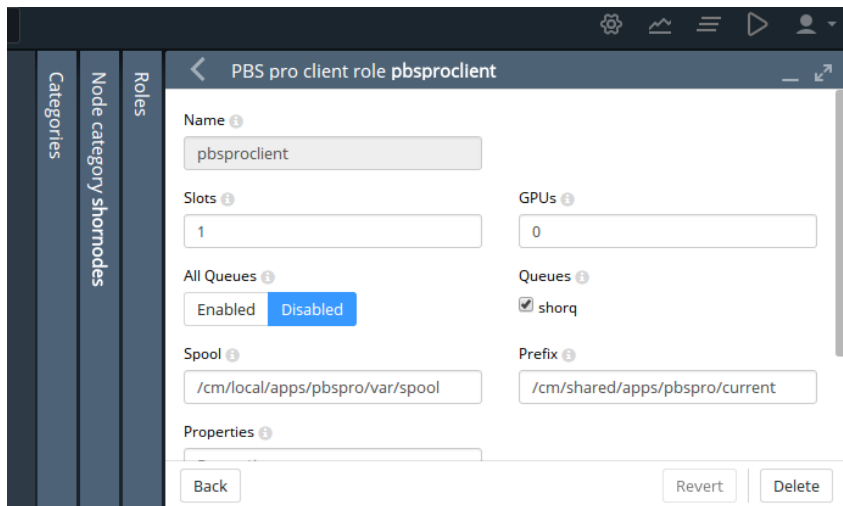 Categories
Node category shornodes
Roles
PBS pro client role pbsproclient
Name
pbsproclient
Slots
GPUs
1
0
All Queues
Queues
Enabled
Disabled
shorq
Spool
Prefix
/cm/local/apps/pbspro/var/spool
/cm/shared/apps/pbspro/current
Properties
Back
Revert
Delete